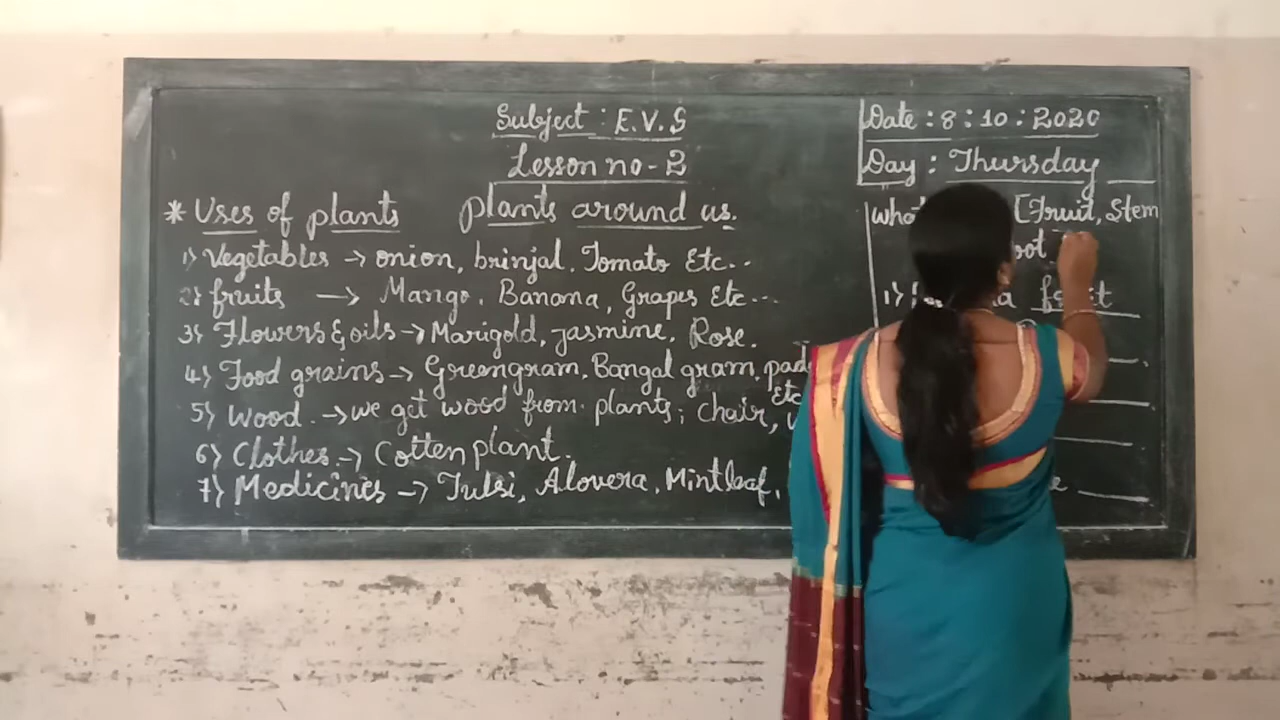 Subject : E.V.S
Lesson no - 2
Date : 8 : 10 : 2020
Day : Thursday
* Uses of plants
plants around us.
1) Vegetables → onion, brinjal, Tomato Etc..
2) fruits → Mango, Banana, Grapes Etc...
3) Flowers & oils → Marigold, jasmine, Rose.
4) Food grains → Greengram, Bangal gram,
Etc
5) Wood → we get wood from plants; chair,
6) Clothes → Cotten plant.
7) Medicines → Tulsi, Alovera, Mintleaf,
[Fruit, Stem
1)